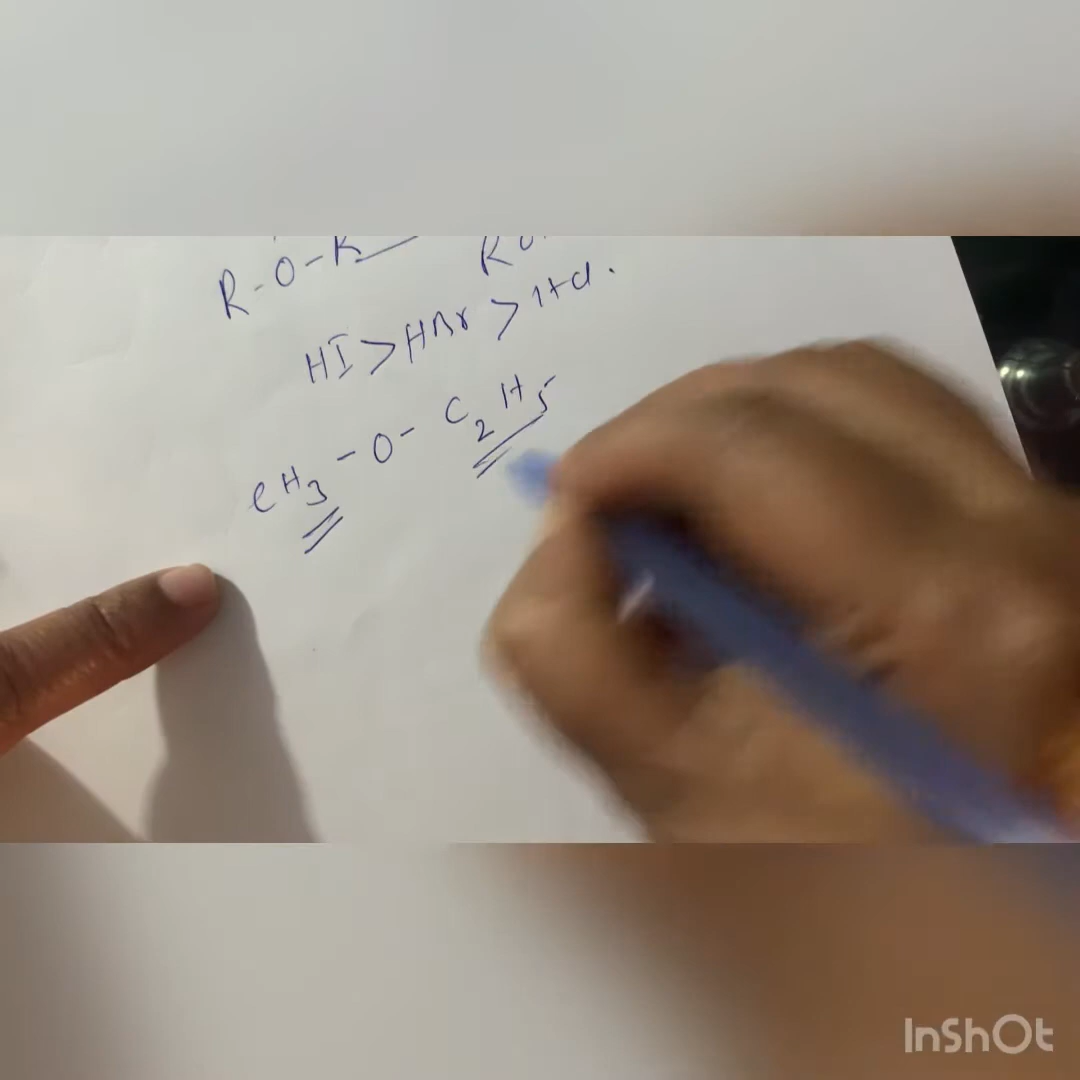 R-O-R
HI > HBr > HCl.
CH3 - O - C2H5
InShOt